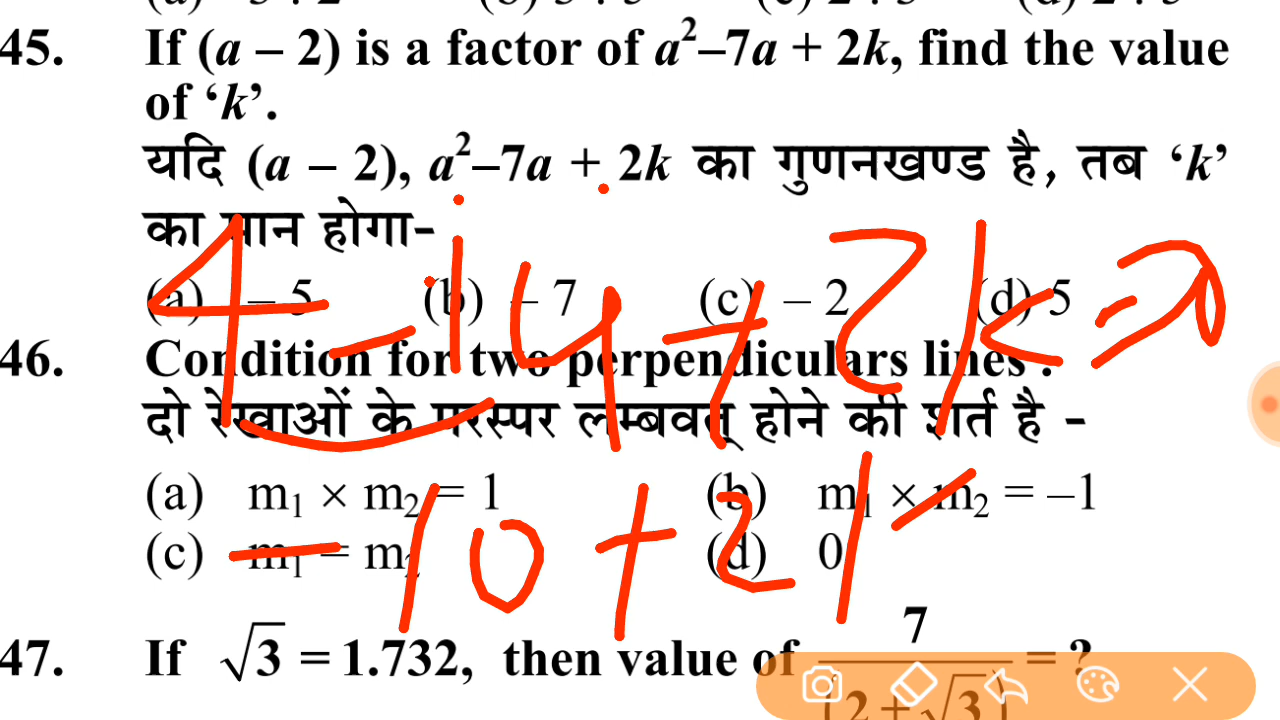 45. If (a – 2) is a factor of a²–7a + 2k, find the value
of ‘k’.
यदि (a – 2), a²–7a + 2k का गुणनखण्ड है, तब ‘k’
का मान होगा-
(a) – 5 (b) – 7 (c) – 2 (d) 5
4 – 14 + 2k = 0
46. Condition for two perpendiculars lines :
दो रेखाओं के परस्पर लम्बवत् होने की शर्त है -
(a) m₁ × m₂ = 1 (b) m₁ × m₂ = –1
(c) m₁ = m₂ (d) 0
– 10 + 2
47. If √3 = 1.732, then value of 7/(2 + √3) = ?